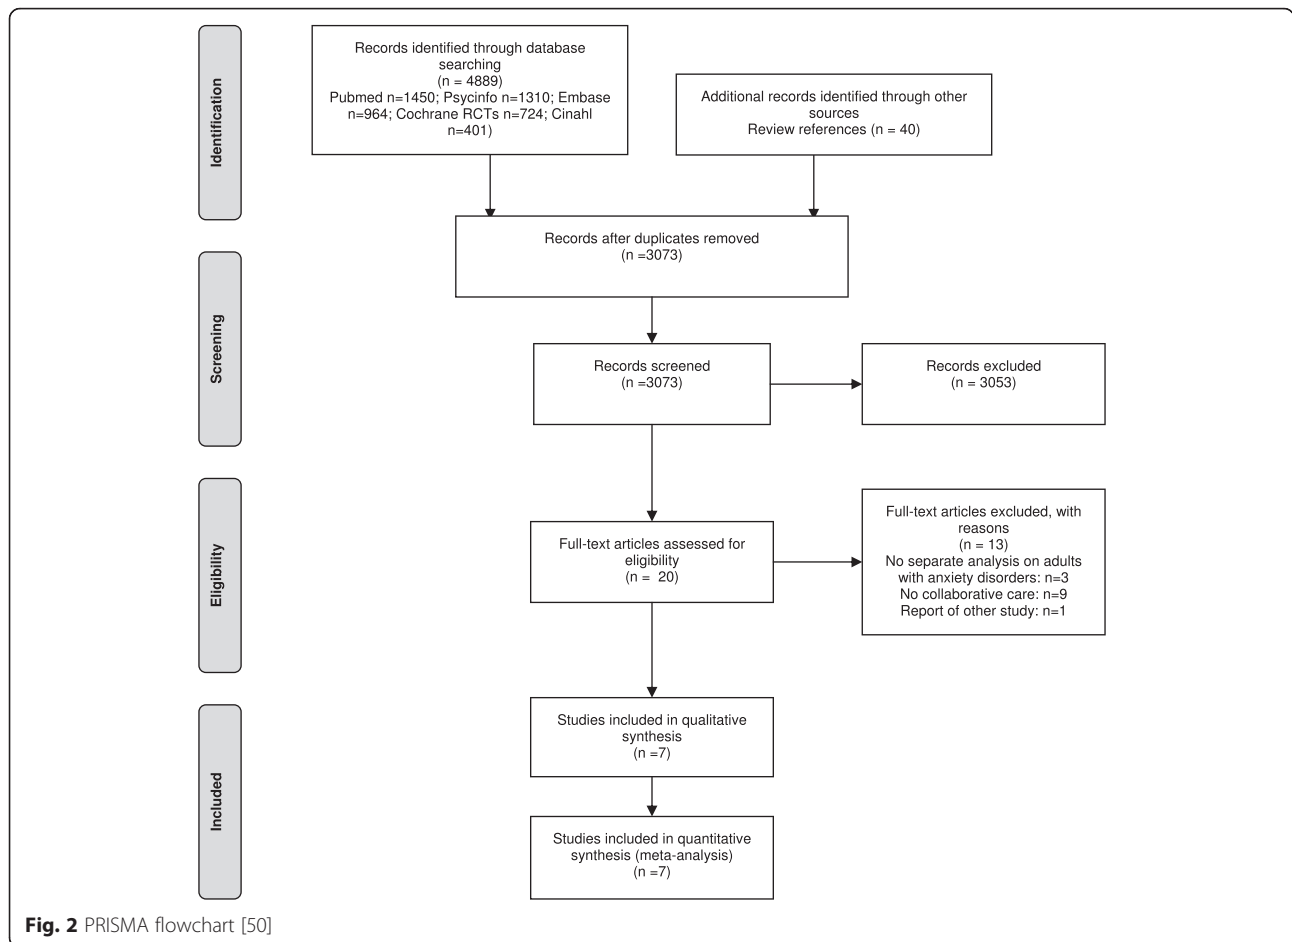 Identification
Records identified through database
searching
(n = 4889)
Pubmed n=1450; Psycinfo n=1310; Embase
n=964; Cochrane RCTs n=724; Cinahl
n=401)
Additional records identified through other
sources
Review references (n = 40)
Records after duplicates removed
(n =3073)
Screening
Records screened
(n =3073)
Records excluded
(n = 3053)
Eligibility
Full-text articles assessed for
eligibility
(n =  20)
Full-text articles excluded, with
reasons
(n = 13)
No separate analysis on adults
with anxiety disorders: n=3
No collaborative care: n=9
Report of other study: n=1
Included
Studies included in qualitative
synthesis
(n =7)
Studies included in quantitative
synthesis (meta-analysis)
(n =7)
Fig. 2 PRISMA flowchart [50]